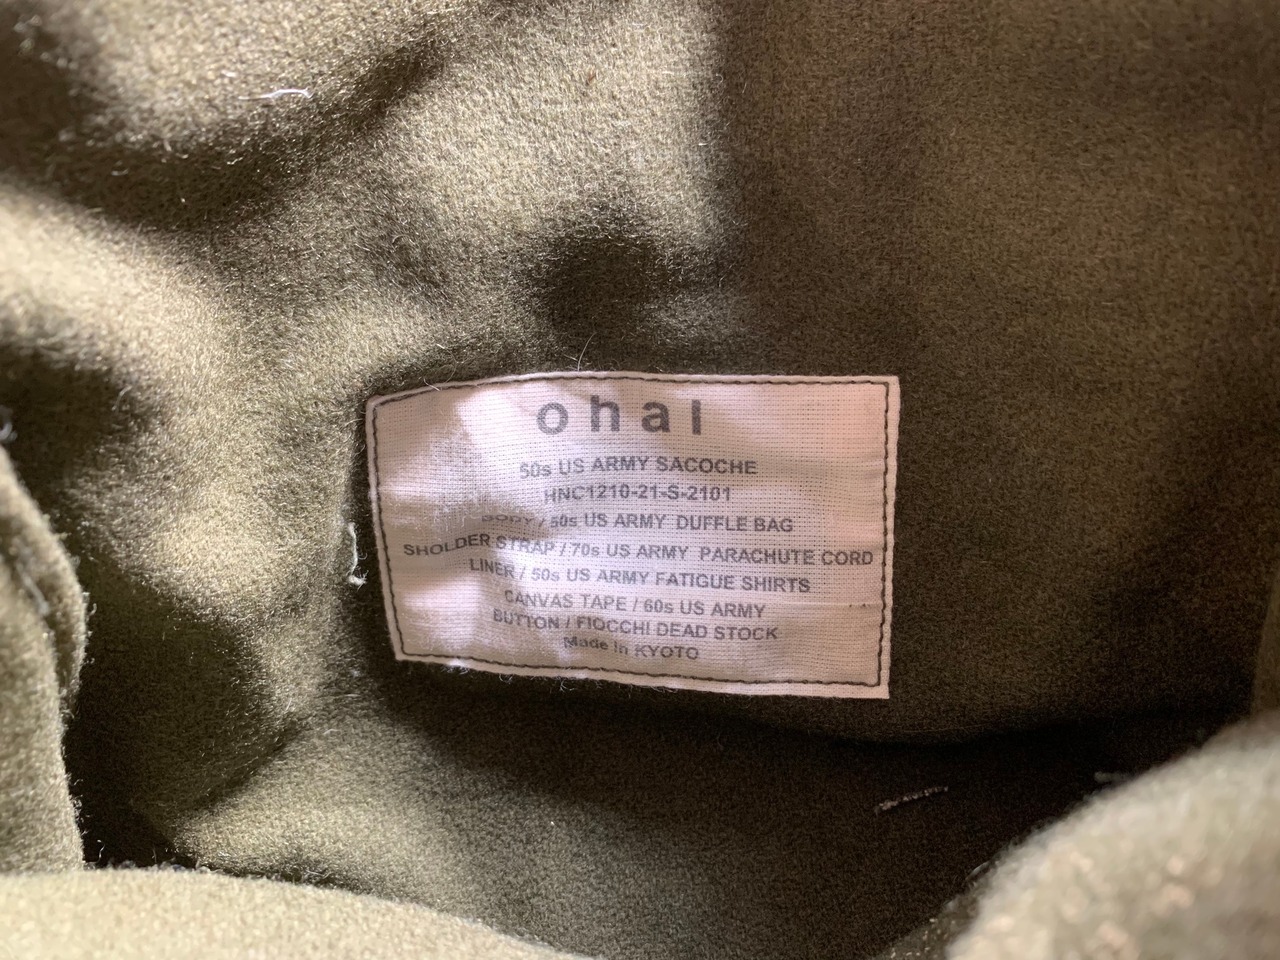 ohal
50s US ARMY SACOCHE
HNC1210-21-S-2101
BODY / 50s US ARMY DUFFLE BAG
SHOLDER STRAP / 70s US ARMY PARACHUTE CORD
LINER / 50s US ARMY FATIGUE SHIRTS
CANVAS TAPE / 60s US ARMY
BUTTON / FIOCCHI DEAD STOCK
Made in KYOTO